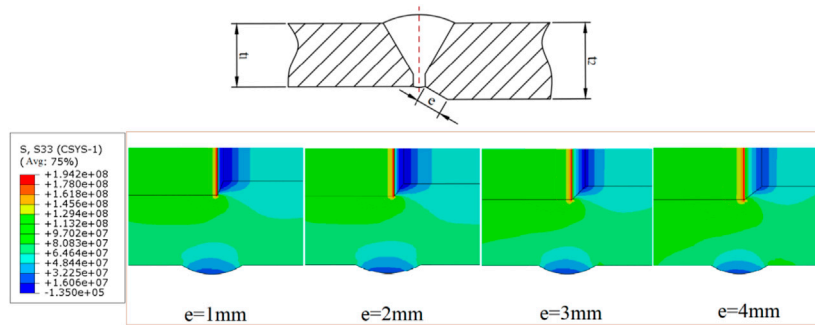 t1
t2
e
S, S33 (CSYS-1)
(Avg: 75%)
+1.942e+08
+1.780e+08
+1.618e+08
+1.456e+08
+1.294e+08
+1.132e+08
+9.702e+07
+8.083e+07
+6.464e+07
+4.844e+07
+3.225e+07
+1.606e+07
-1.350e+05
e=1mm
e=2mm
e=3mm
e=4mm